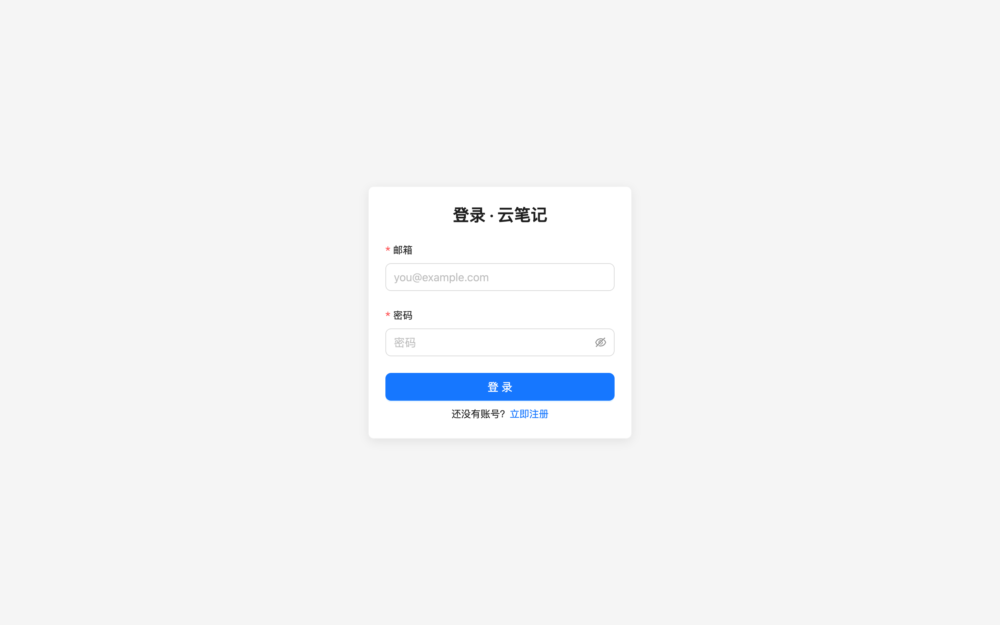 登录 · 云笔记
* 邮箱
you@example.com
* 密码
密码
登 录
还没有账号? 立即注册